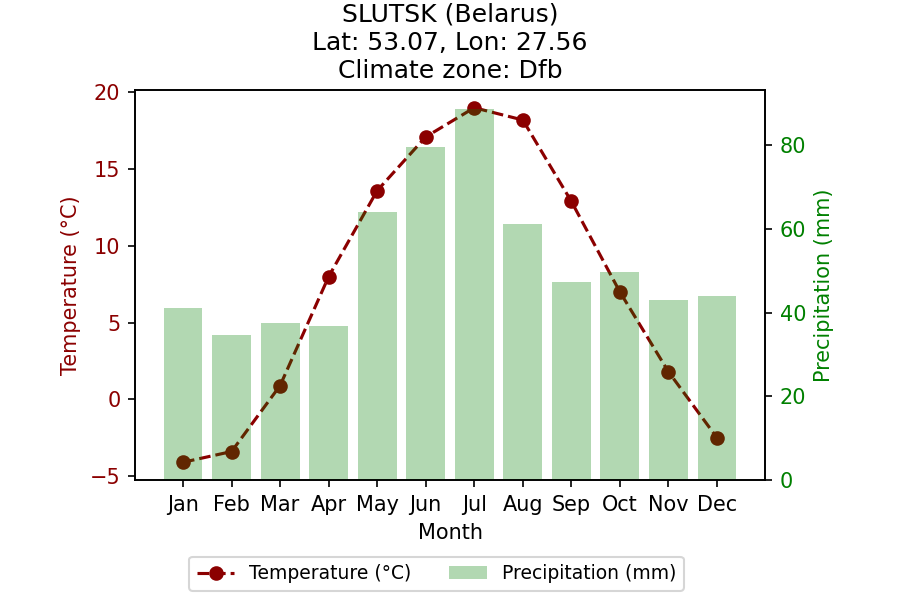 SLUTSK (Belarus)
Lat: 53.07, Lon: 27.56
Climate zone: Dfb
20
15
10
5
0
−5
Temperature (°C)
80
60
40
20
0
Precipitation (mm)
Jan Feb Mar Apr May Jun Jul Aug Sep Oct Nov Dec
Month
Temperature (°C) Precipitation (mm)